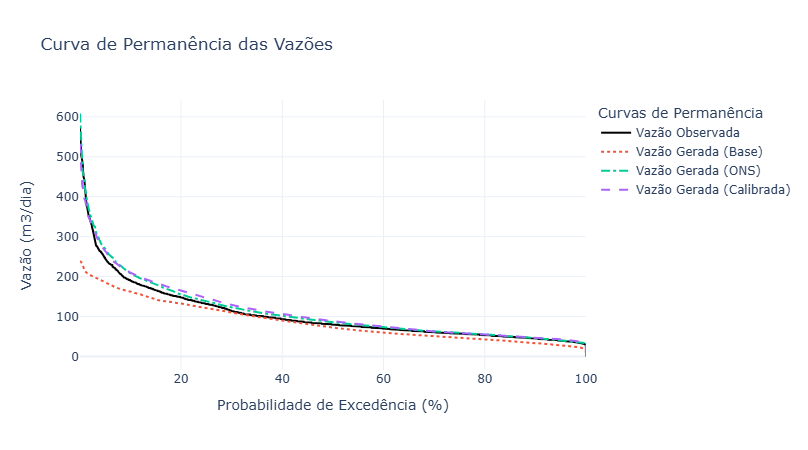 Curva de Permanência das Vazões
Vazão (m3/dia)
600
500
400
300
200
100
0
20
40
60
80
100
Probabilidade de Excedência (%)
Curvas de Permanência
Vazão Observada
Vazão Gerada (Base)
Vazão Gerada (ONS)
Vazão Gerada (Calibrada)